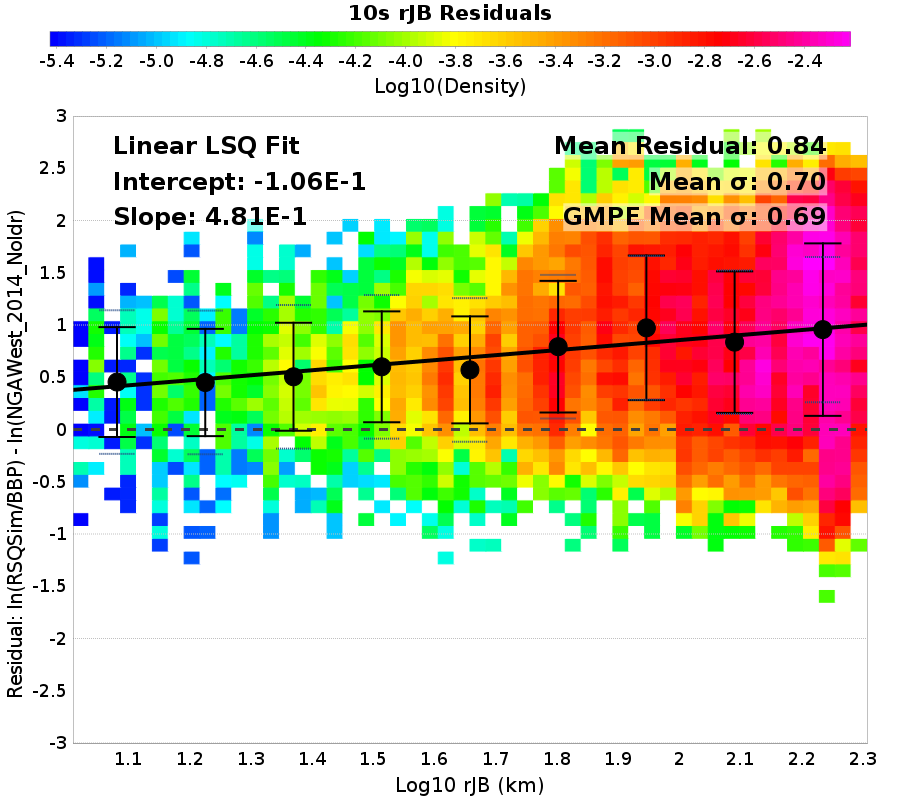 10s rJB Residuals
-5.4 -5.2 -5.0 -4.8 -4.6 -4.4 -4.2 -4.0 -3.8 -3.6 -3.4 -3.2 -3.0 -2.8 -2.6 -2.4
Log10(Density)
Linear LSQ Fit
Intercept: -1.06E-1
Slope: 4.81E-1
Mean Residual: 0.84
Mean σ: 0.70
GMPE Mean σ: 0.69
Residual: ln(RSQSim/BBP) - ln(NGAWest_2014_NoIdr)
3
2.5
2
1.5
1
0.5
0
-0.5
-1
-1.5
-2
-2.5
-3
1.1 1.2 1.3 1.4 1.5 1.6 1.7 1.8 1.9 2 2.1 2.2 2.3
Log10 rJB (km)